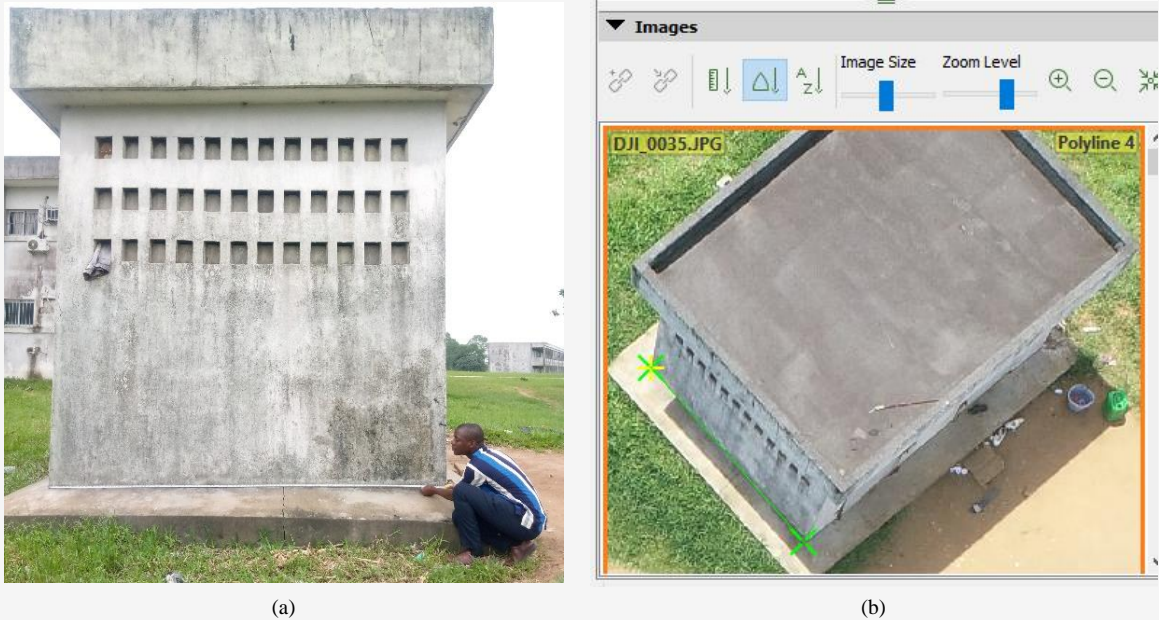 Images
Image Size
Zoom Level
A
Z
DJI_0035.JPG
Polyline 4
(a)
(b)